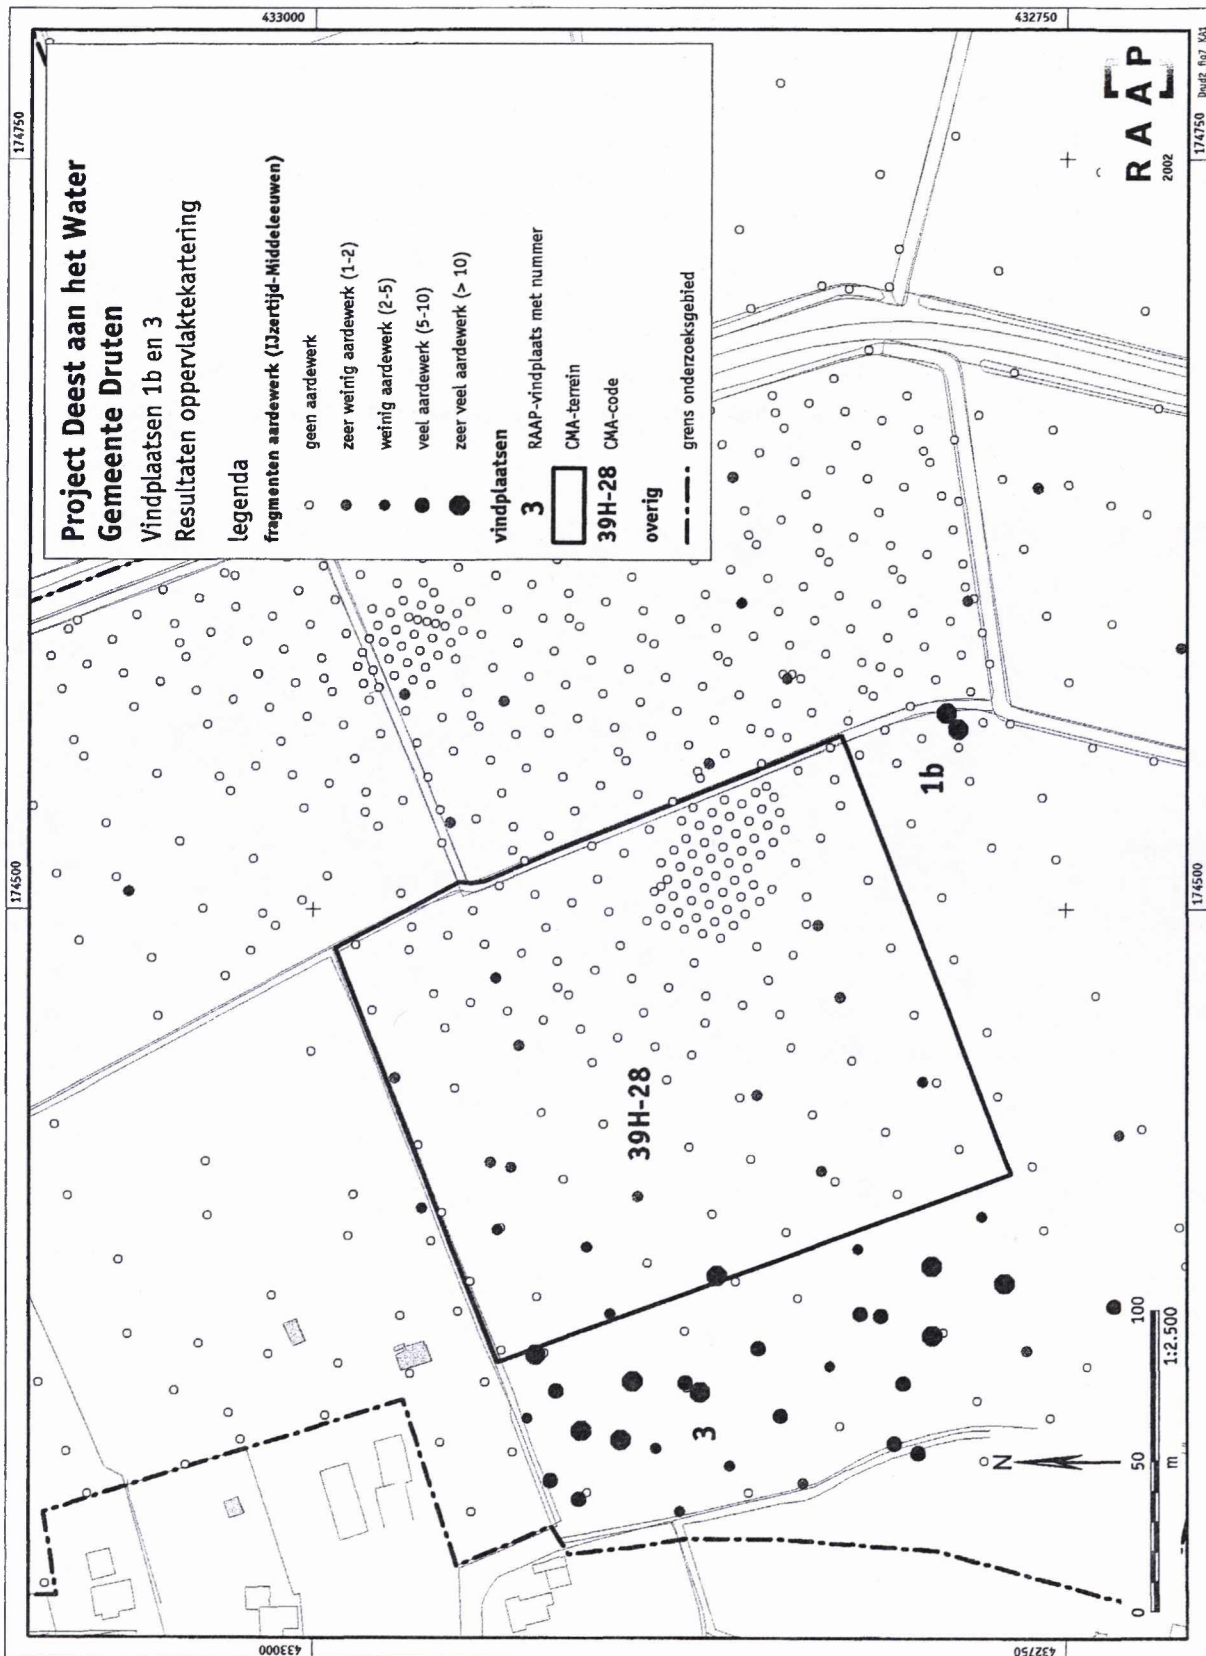 Project Deest aan het Water
Gemeente Druten
Vindplaatsen 1b en 3
Resultaten oppervlaktekartering
legenda
fragmenten aardewerk (IJzertijd-Middeleeuwen)
geen aardewerk
zeer weinig aardewerk (1-2)
weinig aardewerk (2-5)
veel aardewerk (5-10)
zeer veel aardewerk (> 10)
vindplaatsen
3 RAAP-vindplaats met nummer
CMA-terrein
39H-28 CMA-code
overig
grens onderzoeksgebied
433000
432750
174750
174750
174500
174500
433000
432750
39H-28
1b
3
N
0 50 100
m
1:2.500
RAAP
2002